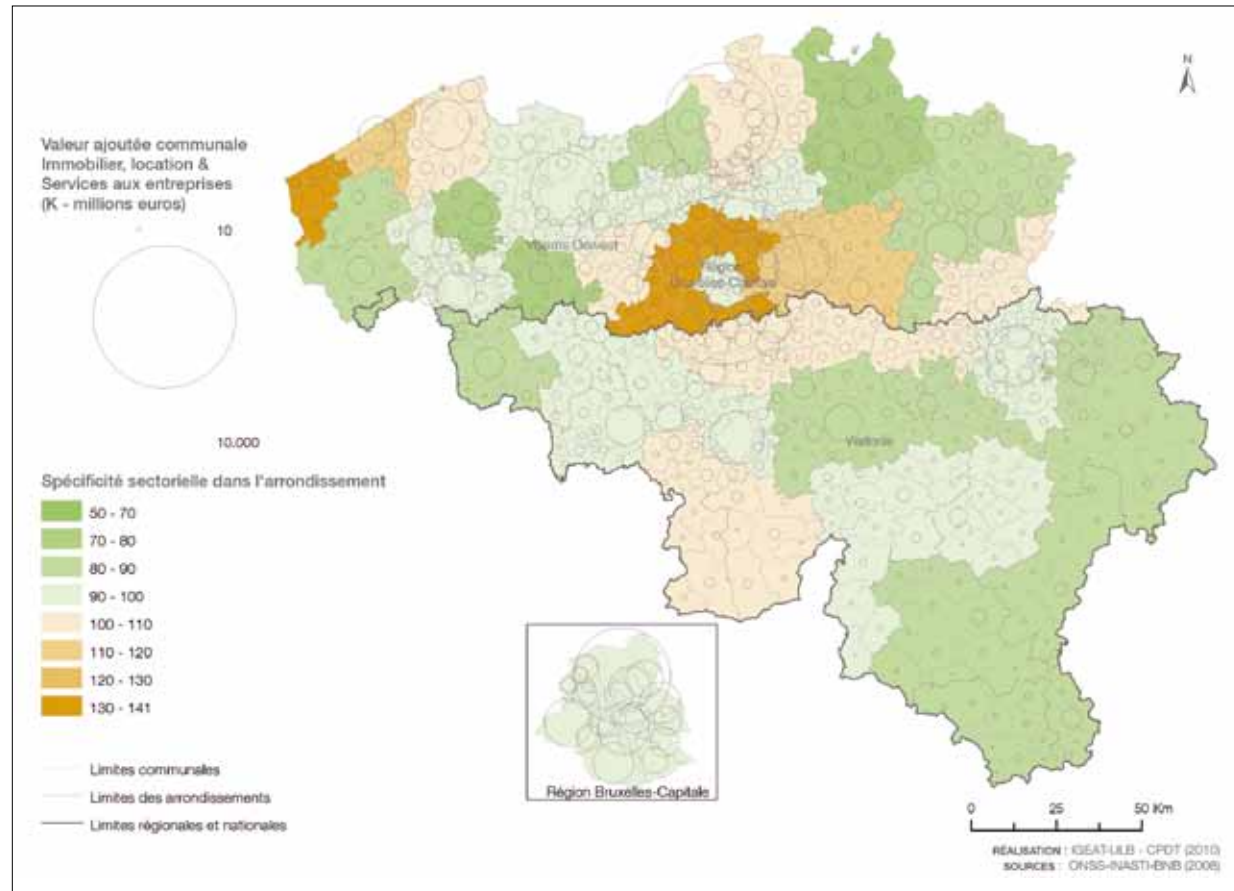 Valeur ajoutée communale
Immobilier, location &
Services aux entreprises
(K - millions euros)
10
10.000
Spécificité sectorielle dans l'arrondissement
50 - 70
70 - 80
80 - 90
90 - 100
100 - 110
110 - 120
120 - 130
130 - 141
Limites communales
Limites des arrondissements
Limites régionales et nationales
N
Région
Bruxelles-Capitale
Wallonie
Région Bruxelles-Capitale
0 25 50 Km
RÉALISATION : IGEAT-ULB - CPDT (2010)
SOURCES : ONSS-INASTI-BNB (2008)